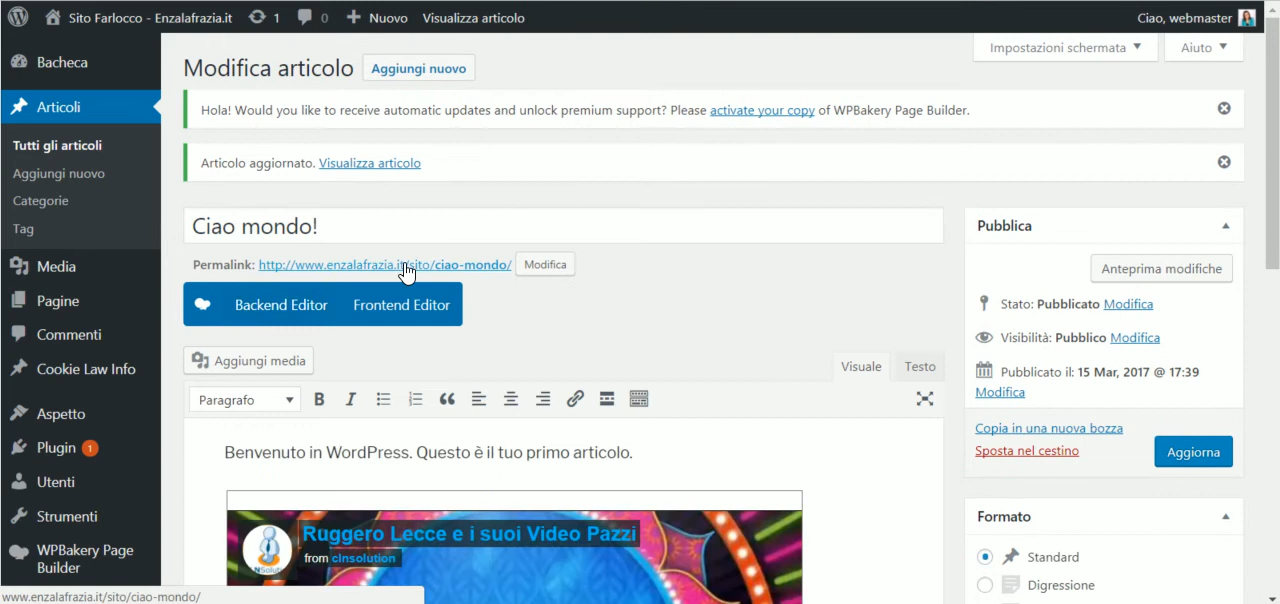 Sito Farlocco - Enzalafrazia.it 1 0 Nuovo Visualizza articolo Ciao, webmaster
Impostazioni schermata Aiuto
Bacheca
Articoli
Tutti gli articoli
Aggiungi nuovo
Categorie
Tag
Media
Pagine
Commenti
Cookie Law Info
Aspetto
Plugin 1
Utenti
Strumenti
WPBakery Page
Builder
Modifica articolo Aggiungi nuovo
Hola! Would you like to receive automatic updates and unlock premium support? Please activate your copy of WPBakery Page Builder.
Articolo aggiornato. Visualizza articolo
Ciao mondo!
Permalink: http://www.enzalafrazia.it/sito/ciao-mondo/ Modifica
Backend Editor Frontend Editor
Aggiungi media
Visuale Testo
Paragrafo B I
Benvenuto in WordPress. Questo è il tuo primo articolo.
Ruggero Lecce e i suoi Video Pazzi
from cInsolution
NSolution
Pubblica
Anteprima modifiche
Stato: Pubblicato Modifica
Visibilità: Pubblico Modifica
Pubblicato il: 15 Mar, 2017 @ 17:39
Modifica
Copia in una nuova bozza
Sposta nel cestino
Aggiorna
Formato
Standard
Digressione
www.enzalafrazia.it/sito/ciao-mondo/